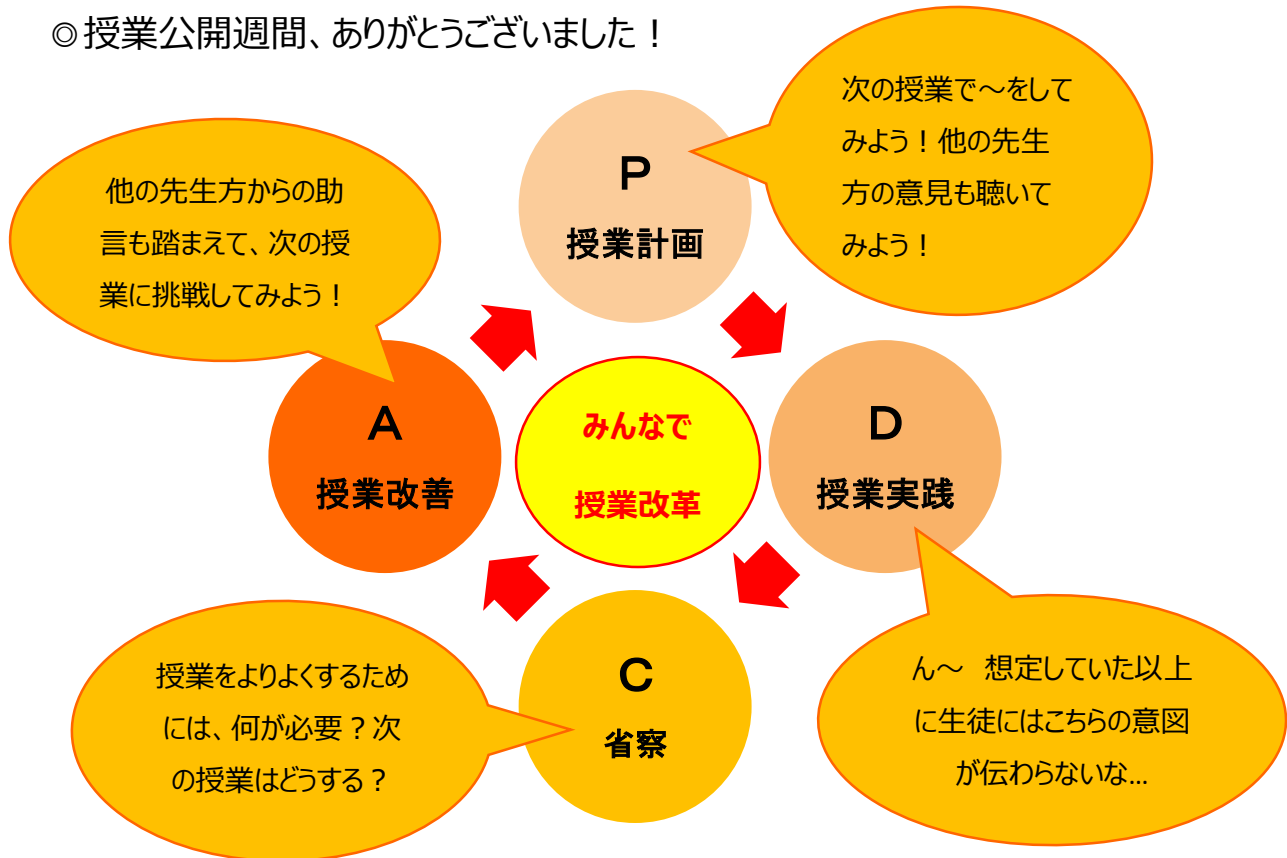 ◎授業公開週間、ありがとうございました！
次の授業で～をして
みよう！他の先生
方の意見も聴いて
みよう！
P
授業計画
他の先生方からの助
言も踏まえて、次の授
業に挑戦してみよう！
A
授業改善
みんなで
授業改革
D
授業実践
授業をよりよくするため
には、何が必要？次
の授業はどうする？
C
省察
ん～ 想定していた以上
に生徒にはこちらの意図
が伝わらないな…